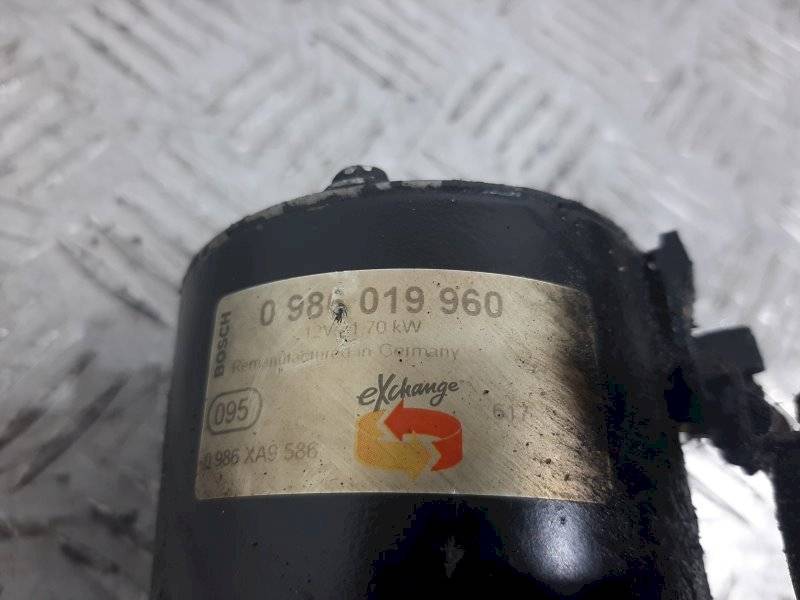 BOSCH
0 986 019 960
12V 1,70 kW
Remanufactured in Germany
095
eXchange
617
0 986 XA9 586